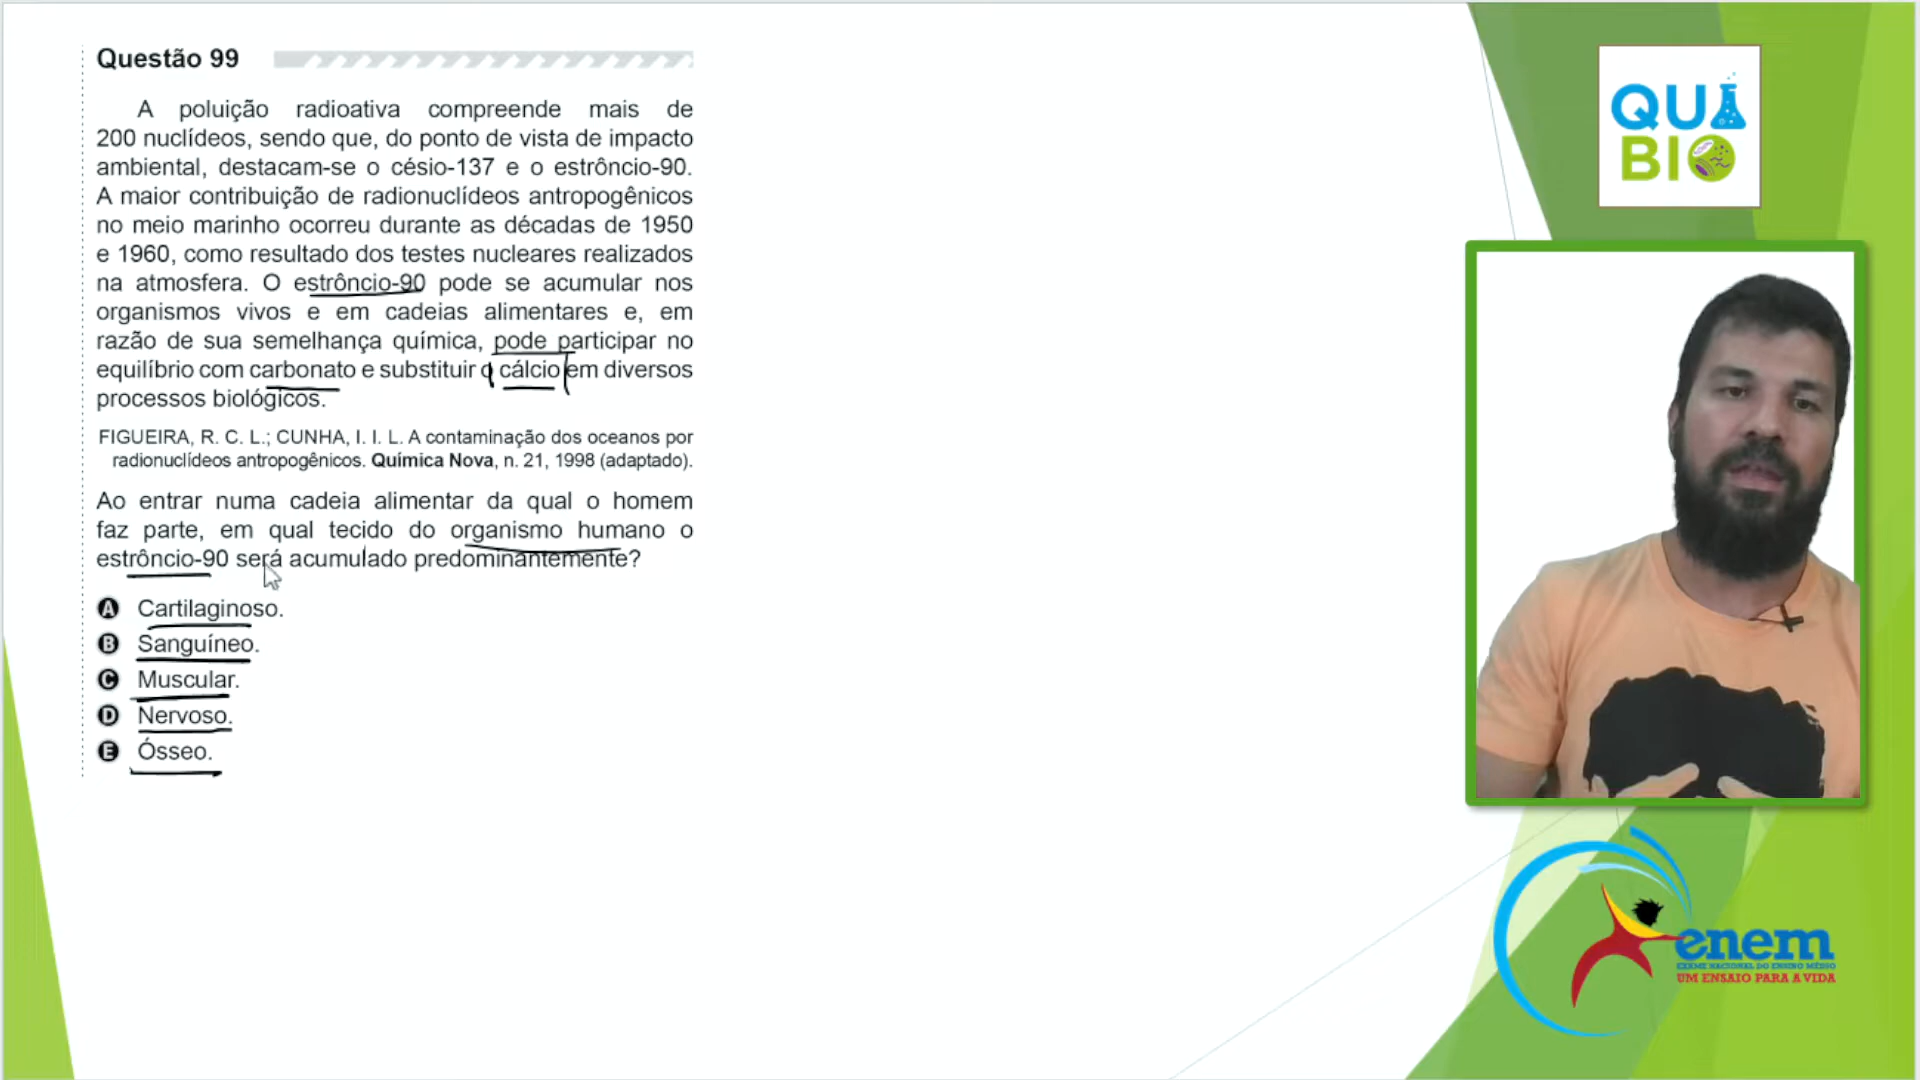 Questão 99
A poluição radioativa compreende mais de
200 nuclídeos, sendo que, do ponto de vista de impacto
ambiental, destacam-se o césio-137 e o estrôncio-90.
A maior contribuição de radionuclídeos antropogênicos
no meio marinho ocorreu durante as décadas de 1950
e 1960, como resultado dos testes nucleares realizados
na atmosfera. O estrôncio-90 pode se acumular nos
organismos vivos e em cadeias alimentares e, em
razão de sua semelhança química, pode participar no
equilíbrio com carbonato e substituir o cálcio em diversos
processos biológicos.
FIGUEIRA, R. C. L.; CUNHA, I. I. L. A contaminação dos oceanos por
radionuclídeos antropogênicos. Química Nova, n. 21, 1998 (adaptado).
Ao entrar numa cadeia alimentar da qual o homem
faz parte, em qual tecido do organismo humano o
estrôncio-90 será acumulado predominantemente?
A Cartilaginoso.
B Sanguíneo.
C Muscular.
D Nervoso.
E Ósseo.
QUI
BIO
enem
EXAME NACIONAL DO ENSINO MÉDIO
UM ENSAIO PARA A VIDA